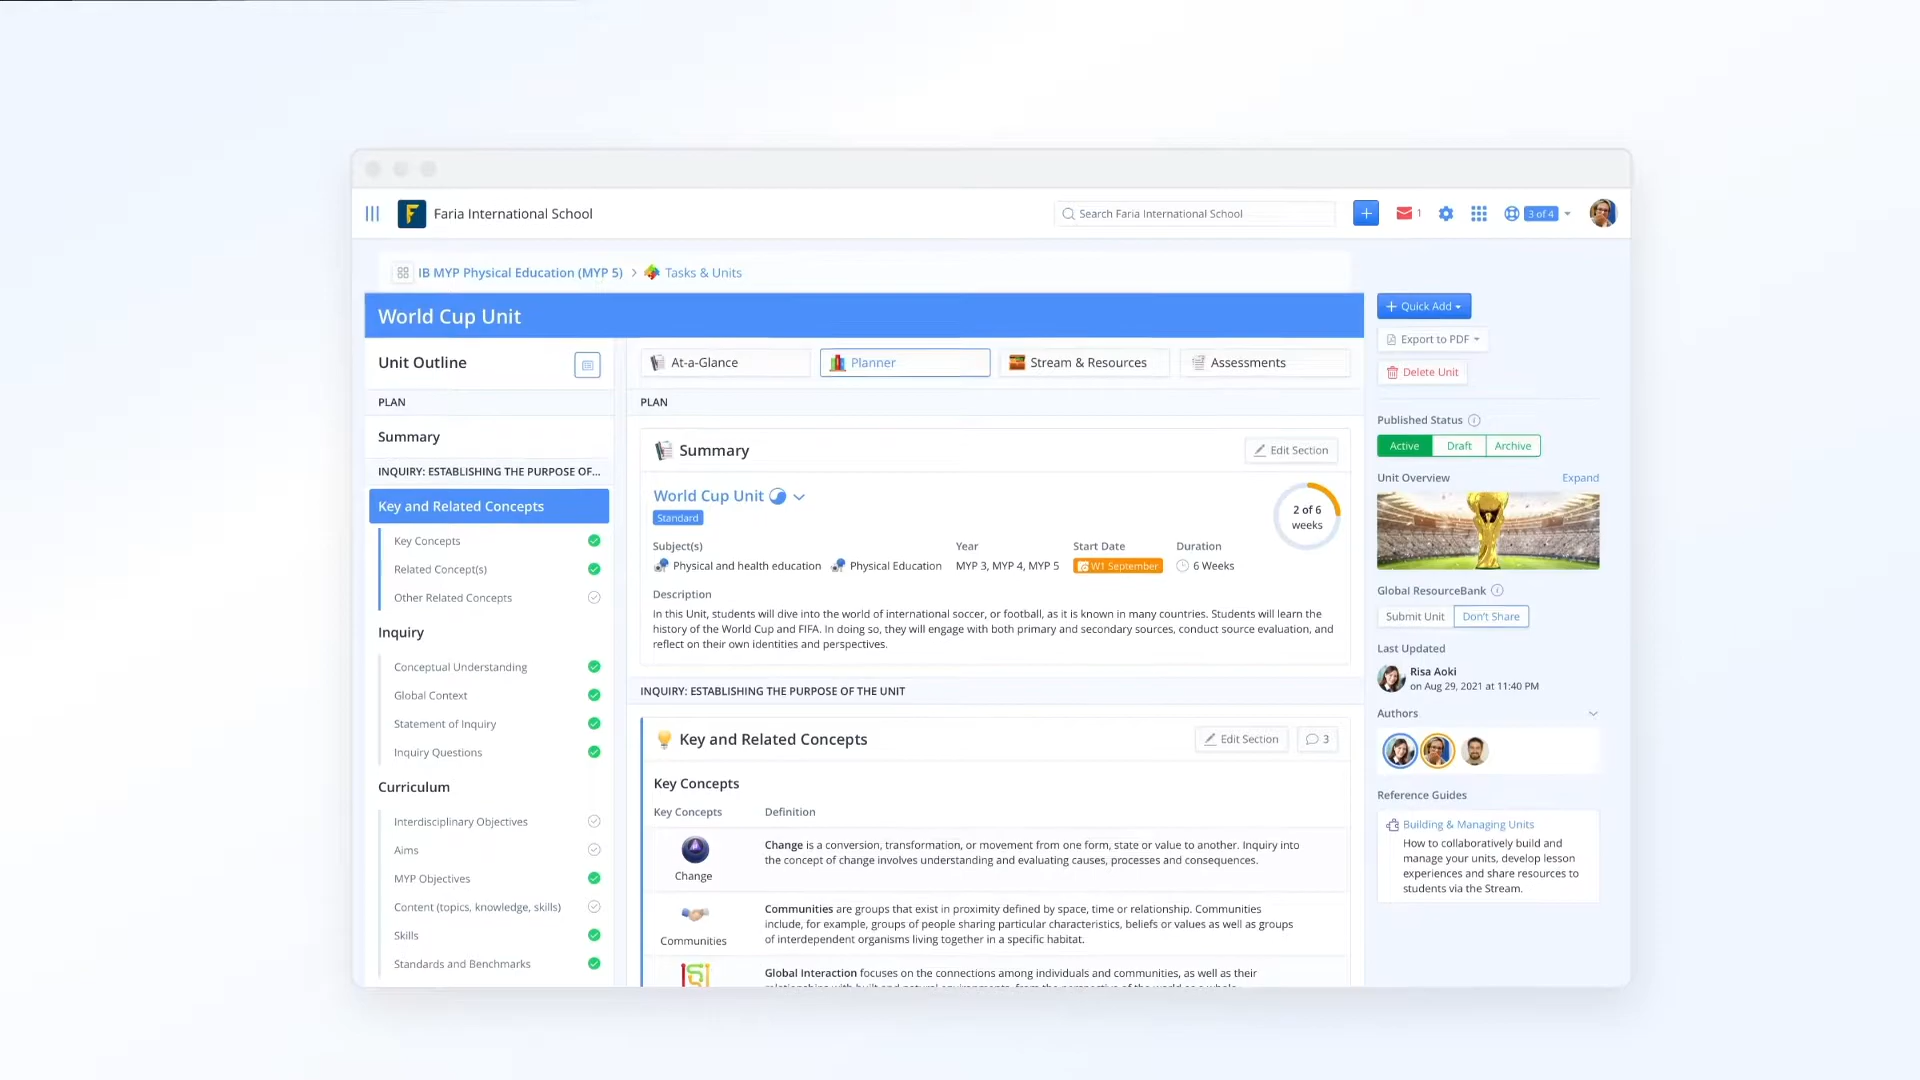 Faria International School
Search Faria International School
1
3 of 4
IB MYP Physical Education (MYP 5)
Tasks & Units
World Cup Unit
Unit Outline
PLAN
Summary
INQUIRY: ESTABLISHING THE PURPOSE OF...
Key and Related Concepts
Key Concepts
Related Concept(s)
Other Related Concepts
Inquiry
Conceptual Understanding
Global Context
Statement of Inquiry
Inquiry Questions
Curriculum
Interdisciplinary Objectives
Aims
MYP Objectives
Content (topics, knowledge, skills)
Skills
Standards and Benchmarks
At-a-Glance
Planner
Stream & Resources
Assessments
PLAN
Summary
Edit Section
World Cup Unit
Standard
2 of 6
weeks
Subject(s)
Physical and health education
Physical Education
Year
MYP 3, MYP 4, MYP 5
Start Date
W1 September
Duration
6 Weeks
Description
In this Unit, students will dive into the world of international soccer, or football, as it is known in many countries. Students will learn the
history of the World Cup and FIFA. In doing so, they will engage with both primary and secondary sources, conduct source evaluation, and
reflect on their own identities and perspectives.
INQUIRY: ESTABLISHING THE PURPOSE OF THE UNIT
Key and Related Concepts
Edit Section
3
Key Concepts
Key Concepts
Definition
Change
Change is a conversion, transformation, or movement from one form, state or value to another. Inquiry into
the concept of change involves understanding and evaluating causes, processes and consequences.
Communities
Communities are groups that exist in proximity defined by space, time or relationship. Communities
include, for example, groups of people sharing particular characteristics, beliefs or values as well as groups
of interdependent organisms living together in a specific habitat.
Global Interaction focuses on the connections among individuals and communities, as well as their
Quick Add
Export to PDF
Delete Unit
Published Status
Active
Draft
Archive
Unit Overview
Expand
Global ResourceBank
Submit Unit
Don't Share
Last Updated
Risa Aoki
on Aug 29, 2021 at 11:40 PM
Authors
Reference Guides
Building & Managing Units
How to collaboratively build and
manage your units, develop lesson
experiences and share resources to
students via the Stream.